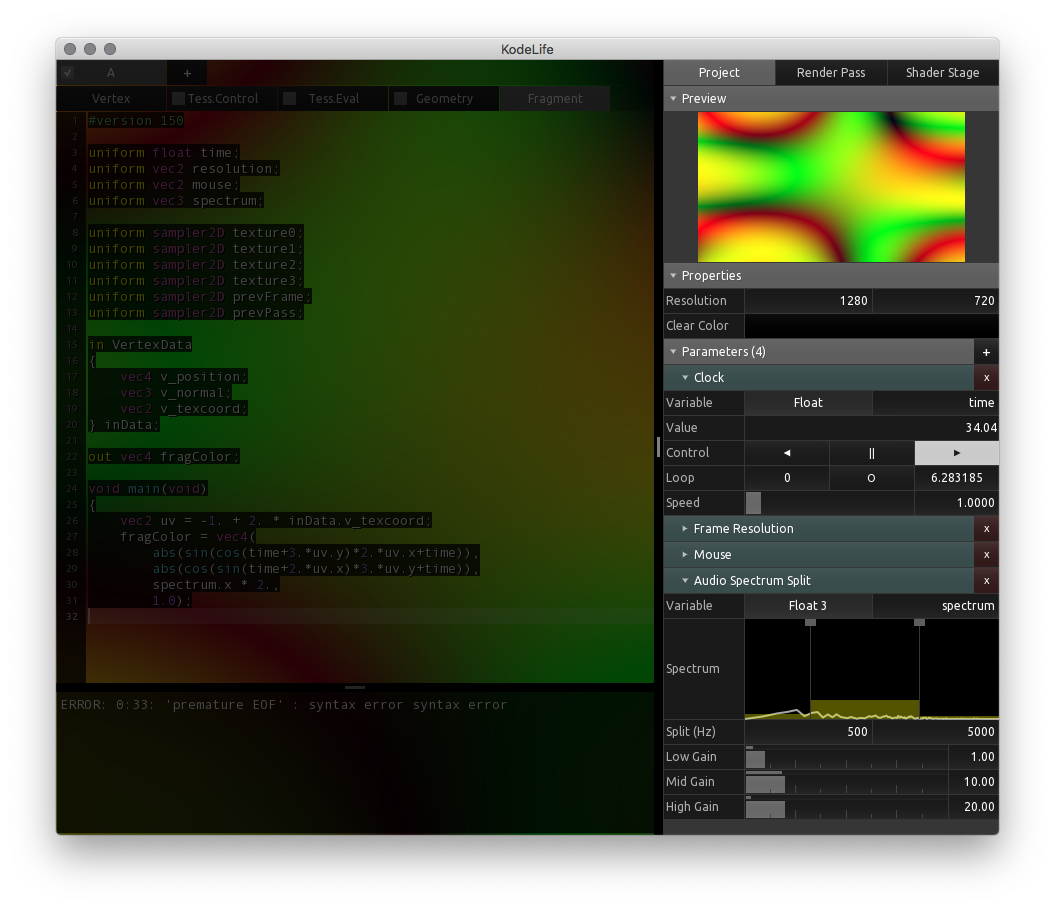 KodeLife
A +
Vertex Tess.Control Tess.Eval Geometry Fragment
1 #version 150
2
3 uniform float time;
4 uniform vec2 resolution;
5 uniform vec2 mouse;
6 uniform vec3 spectrum;
7
8 uniform sampler2D texture0;
9 uniform sampler2D texture1;
10 uniform sampler2D texture2;
11 uniform sampler2D texture3;
12 uniform sampler2D prevFrame;
13 uniform sampler2D prevPass;
14
15 in VertexData
16 {
17 vec4 v_position;
18 vec3 v_normal;
19 vec2 v_texcoord;
20 } inData;
21
22 out vec4 fragColor;
23
24 void main(void)
25 {
26 vec2 uv = -1. + 2. * inData.v_texcoord;
27 fragColor = vec4(
28 abs(sin(cos(time+3.*uv.y)*2.*uv.x+time)),
29 abs(cos(sin(time+2.*uv.x)*3.*uv.y+time)),
30 spectrum.x * 2.,
31 1.0);
32
ERROR: 0:33: 'premature EOF' : syntax error syntax error
Project Render Pass Shader Stage
Preview
Properties
Resolution 1280 720
Clear Color
Parameters (4) +
Clock x
Variable Float time
Value 34.04
Control ◄ || ►
Loop 0 O 6.283185
Speed 1.0000
Frame Resolution x
Mouse x
Audio Spectrum Split x
Variable Float 3 spectrum
Spectrum
Split (Hz) 500 5000
Low Gain 1.00
Mid Gain 10.00
High Gain 20.00